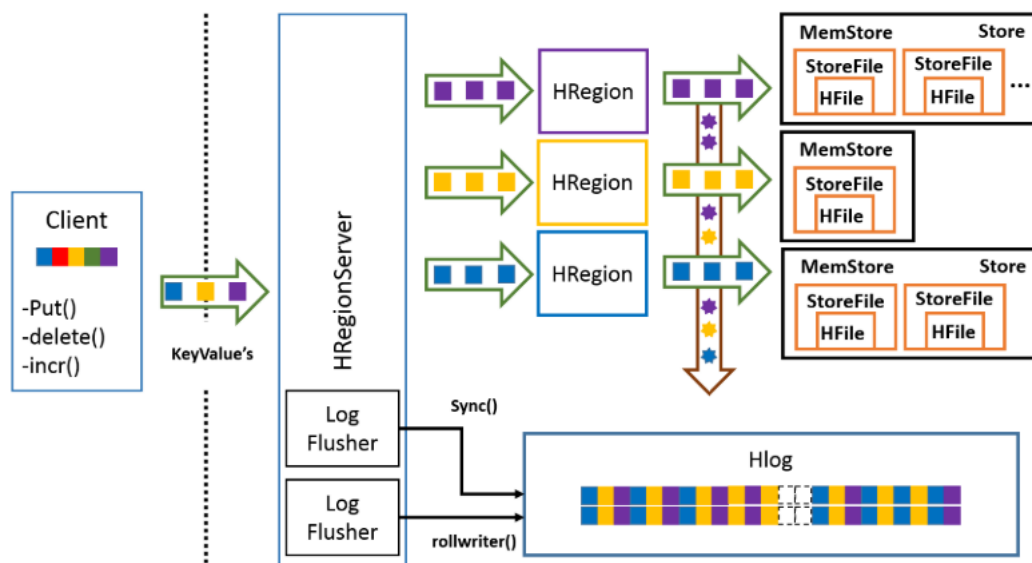 Client
-Put()
-delete()
-incr()
KeyValue's
HRegionServer
Log
Flusher
Log
Flusher
HRegion
HRegion
HRegion
MemStore Store
StoreFile StoreFile
HFile HFile ...
MemStore
StoreFile
HFile
MemStore Store
StoreFile StoreFile
HFile HFile
Sync()
rollwriter()
Hlog